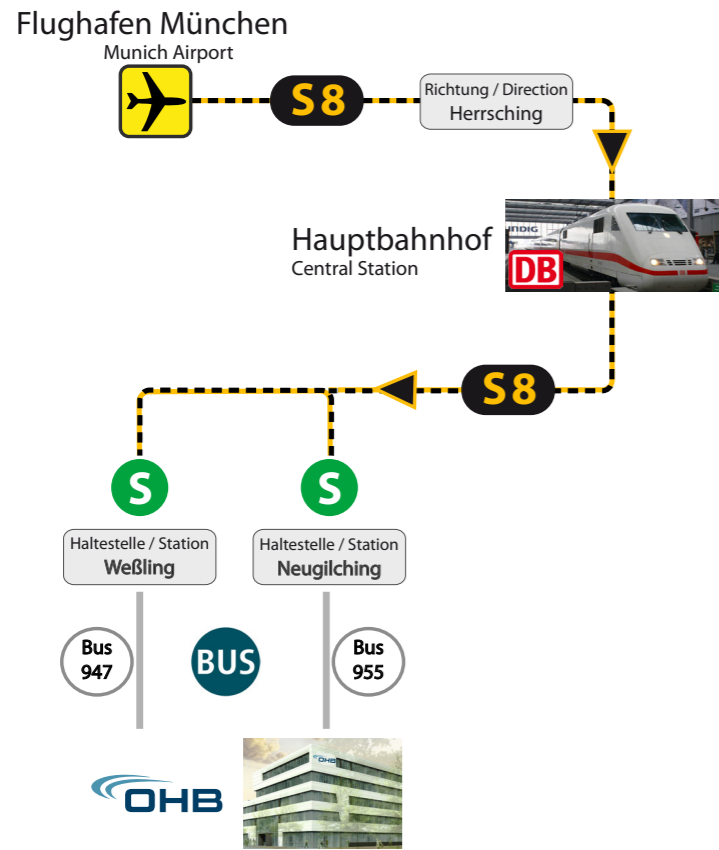 Flughafen München
Munich Airport
S8
Richtung / Direction
Herrsching
Hauptbahnhof
Central Station
DB
S8
S
S
Haltestelle / Station
Weßling
Haltestelle / Station
Neugilching
Bus
947
BUS
Bus
955
OHB
OHB